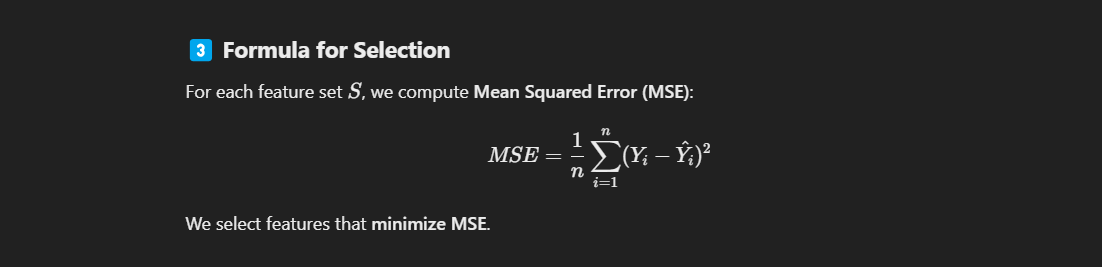 3 Formula for Selection
For each feature set S, we compute Mean Squared Error (MSE):
MSE = \frac{1}{n} \sum_{i=1}^{n} (Y_i - \hat{Y}_i)^2
We select features that minimize MSE.